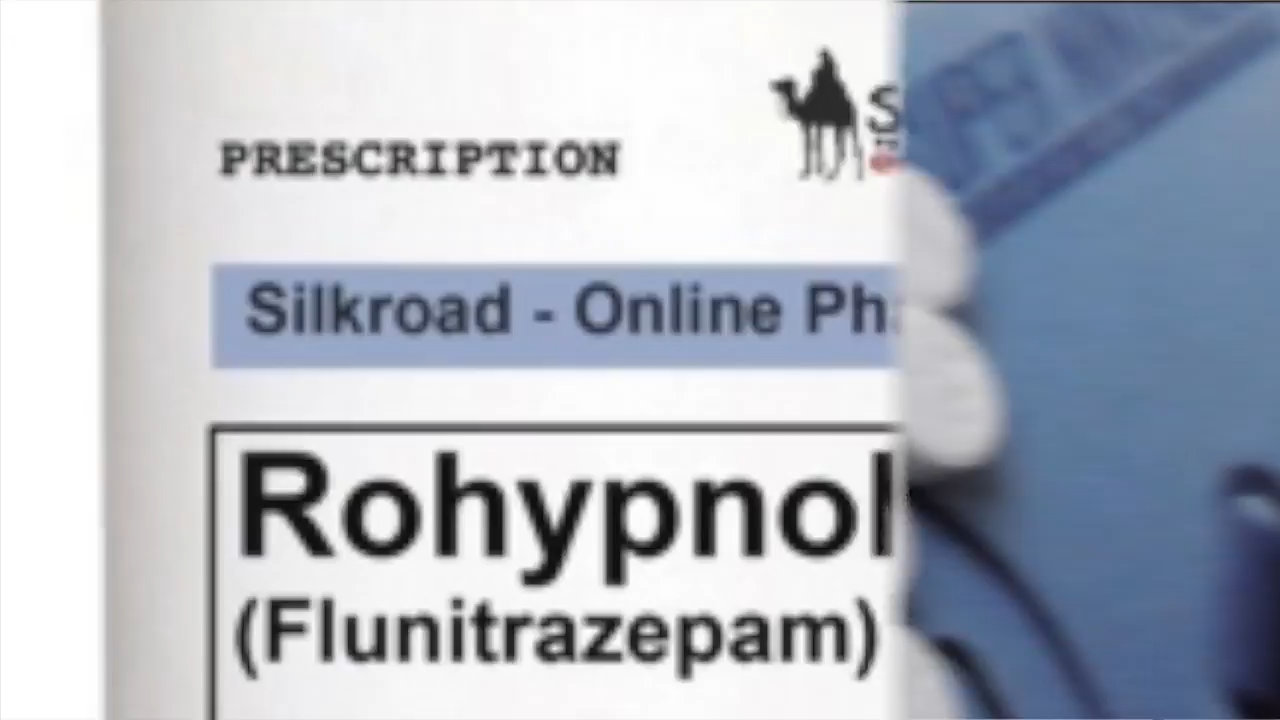 PRESCRIPTION
Silkroad - Online Ph
Rohypnol
(Flunitrazepam)